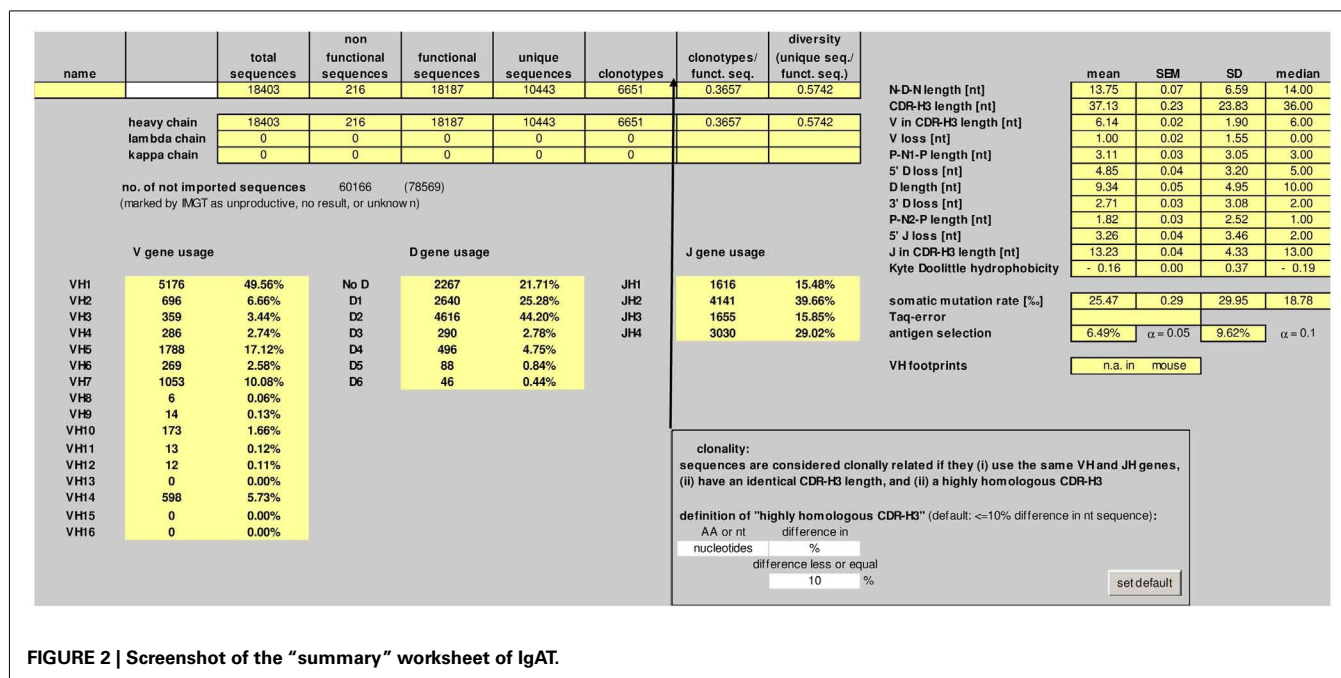 name total sequences non functional sequences functional sequences unique sequences clonotypes clonotypes/ funct. seq. diversity (unique seq./ funct. seq.)
18403 216 18187 10443 6651 0.3657 0.5742
heavy chain 18403 216 18187 10443 6651 0.3657 0.5742
lambda chain 0 0 0 0 0
kappa chain 0 0 0 0 0
no. of not imported sequences 60166 (78569)
(marked by IMGT as unproductive, no result, or unknown)
V gene usage
VH1 5176 49.56%
VH2 696 6.66%
VH3 359 3.44%
VH4 286 2.74%
VH5 1788 17.12%
VH6 269 2.58%
VH7 1053 10.08%
VH8 6 0.06%
VH9 14 0.13%
VH10 173 1.66%
VH11 13 0.12%
VH12 12 0.11%
VH13 0 0.00%
VH14 598 5.73%
VH15 0 0.00%
VH16 0 0.00%
D gene usage
No D 2267 21.71%
D1 2640 25.28%
D2 4616 44.20%
D3 290 2.78%
D4 496 4.75%
D5 88 0.84%
D6 46 0.44%
J gene usage
JH1 1616 15.48%
JH2 4141 39.66%
JH3 1655 15.85%
JH4 3030 29.02%
mean SEM SD median
N-D-N length [nt] 13.75 0.07 6.59 14.00
CDR-H3 length [nt] 37.13 0.23 23.83 36.00
V in CDR-H3 length [nt] 6.14 0.02 1.90 6.00
V loss [nt] 1.00 0.02 1.55 0.00
P-N1-P length [nt] 3.11 0.03 3.05 3.00
5' D loss [nt] 4.85 0.04 3.20 5.00
D length [nt] 9.34 0.05 4.95 10.00
3' D loss [nt] 2.71 0.03 3.08 2.00
P-N2-P length [nt] 1.82 0.03 2.52 1.00
5' J loss [nt] 3.26 0.04 3.46 2.00
J in CDR-H3 length [nt] 13.23 0.04 4.33 13.00
Kyte Doolittle hydrophobicity - 0.16 0.00 0.37 - 0.19
somatic mutation rate [‰] 25.47 0.29 29.95 18.78
Taq-error
antigen selection 6.49% α = 0.05 9.62% α = 0.1
VH footprints n.a. in mouse
clonality:
sequences are considered clonally related if they (i) use the same VH and JH genes,
(ii) have an identical CDR-H3 length, and (ii) a highly homologous CDR-H3
definition of "highly homologous CDR-H3" (default: <=10% difference in nt sequence):
AA or nt difference in
nucleotides %
difference less or equal
10 %
set default
FIGURE 2 | Screenshot of the “summary” worksheet of IgAT.